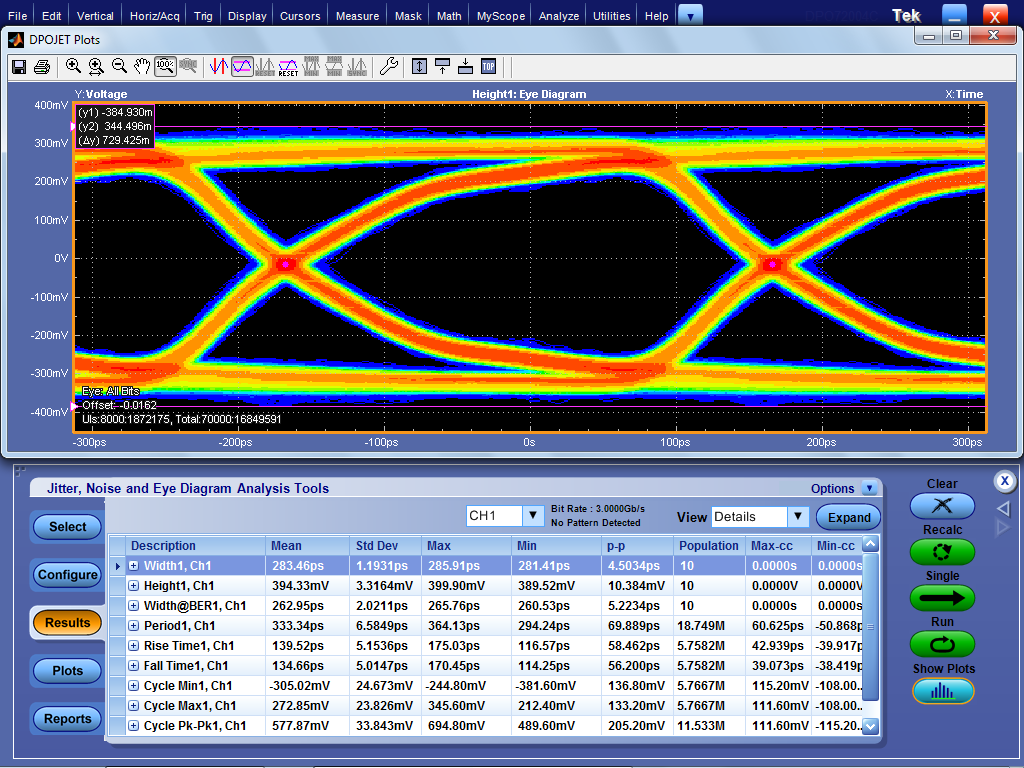 File Edit Vertical Horiz/Acq Trig Display Cursors Measure Mask Math MyScope Analyze Utilities Help Tek
DPOJET Plots
100% RESET TOP
Y:Voltage Height1: Eye Diagram X:Time
(y1) -384.930m
(y2) 344.496m
(Δy) 729.425m
400mV
300mV
200mV
100mV
0V
-100mV
-200mV
-300mV
-400mV
Eye: All Bits
Offset: -0.0162
UIs:8000:1872175, Total:70000:16849591
-300ps -200ps -100ps 0s 100ps 200ps 300ps
Jitter, Noise and Eye Diagram Analysis Tools
Options
Clear
X
Select
Configure
Results
Plots
Reports
CH1
Bit Rate : 3.0000Gb/s
No Pattern Detected
View Details Expand
Description Mean Std Dev Max Min p-p Population Max-cc Min-cc
Width1, Ch1 283.46ps 1.1931ps 285.91ps 281.41ps 4.5034ps 10 0.0000s 0.0000s
Height1, Ch1 394.33mV 3.3164mV 399.90mV 389.52mV 10.384mV 10 0.0000V 0.0000V
Width@BER1, Ch1 262.95ps 2.0211ps 265.76ps 260.53ps 5.2234ps 10 0.0000s 0.0000s
Period1, Ch1 333.34ps 6.5849ps 364.13ps 294.24ps 69.889ps 18.749M 60.625ps -50.868p
Rise Time1, Ch1 139.52ps 5.1536ps 175.03ps 116.57ps 58.462ps 5.7582M 42.939ps -39.917p
Fall Time1, Ch1 134.66ps 5.0147ps 170.45ps 114.25ps 56.200ps 5.7582M 39.073ps -38.419p
Cycle Min1, Ch1 -305.02mV 24.673mV -244.80mV -381.60mV 136.80mV 5.7667M 115.20mV -108.00...
Cycle Max1, Ch1 272.85mV 23.826mV 345.60mV 212.40mV 133.20mV 5.7667M 111.60mV -108.00...
Cycle Pk-Pk1, Ch1 577.87mV 33.843mV 694.80mV 489.60mV 205.20mV 11.533M 111.60mV -115.20...
Recalc
Single
Run
Show Plots